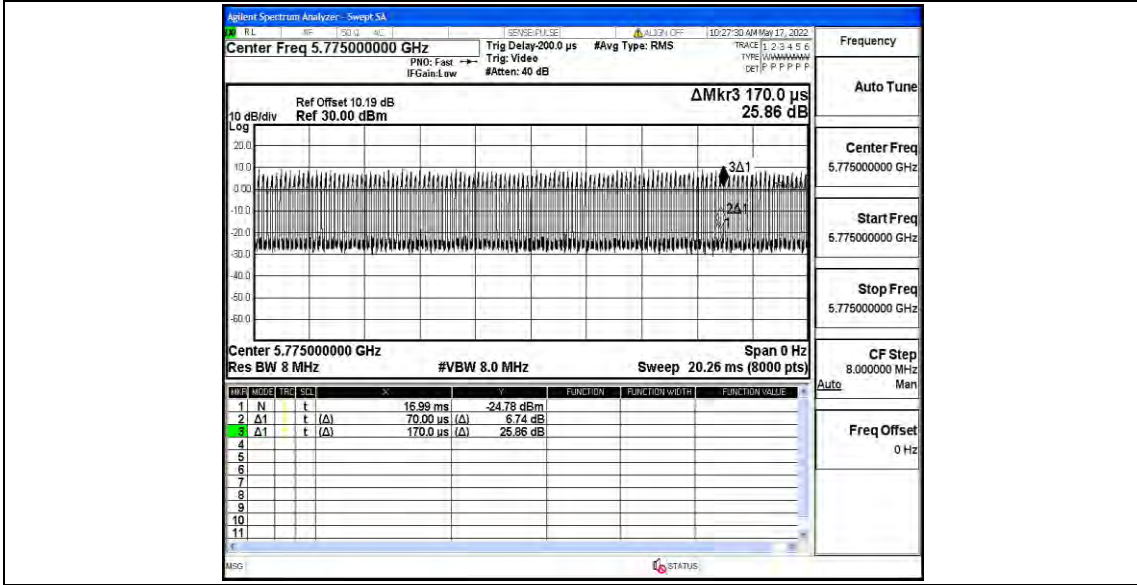 Agilent Spectrum Analyzer - Swept SA
RL RF 50 Ω AC SENSE:PULSE ALIGN OFF 10:27:30 AM May 17, 2022
Center Freq 5.775000000 GHz
Trig Delay-200.0 µs #Avg Type: RMS
TRACE 1 2 3 4 5 6
PNO: Fast Trig: Video
TYPE
IFGain:Low #Atten: 40 dB
DET P P P P P P
Frequency
Auto Tune
ΔMkr3 170.0 µs
25.86 dB
Ref Offset 10.19 dB
10 dB/div Ref 30.00 dBm
Log
20.0
10.0
0.00
-10.0
-20.0
-30.0
-40.0
-50.0
-60.0
3Δ1
2Δ1
1
Center 5.775000000 GHz Span 0 Hz
Res BW 8 MHz #VBW 8.0 MHz Sweep 20.26 ms (8000 pts)
Center Freq
5.775000000 GHz
Start Freq
5.775000000 GHz
Stop Freq
5.775000000 GHz
CF Step
8.000000 MHz
Auto Man
Freq Offset
0 Hz
MKR MODE TRC SCL X Y FUNCTION FUNCTION WIDTH FUNCTION VALUE
1 N t 16.99 ms -24.78 dBm
2 Δ1 t (Δ) 70.00 µs (Δ) 6.74 dB
3 Δ1 t (Δ) 170.0 µs (Δ) 25.86 dB
4
5
6
7
8
9
10
11
MSG STATUS